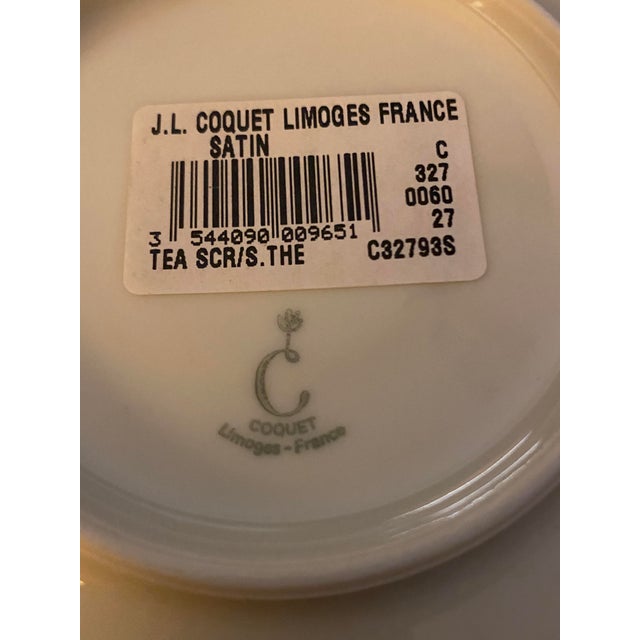 J.L. COQUET LIMOGES FRANCE
SATIN
C
327
0060
27
3 544090 009651
TEA SCR/S.THE C32793S
C
COQUET
Limoges - France